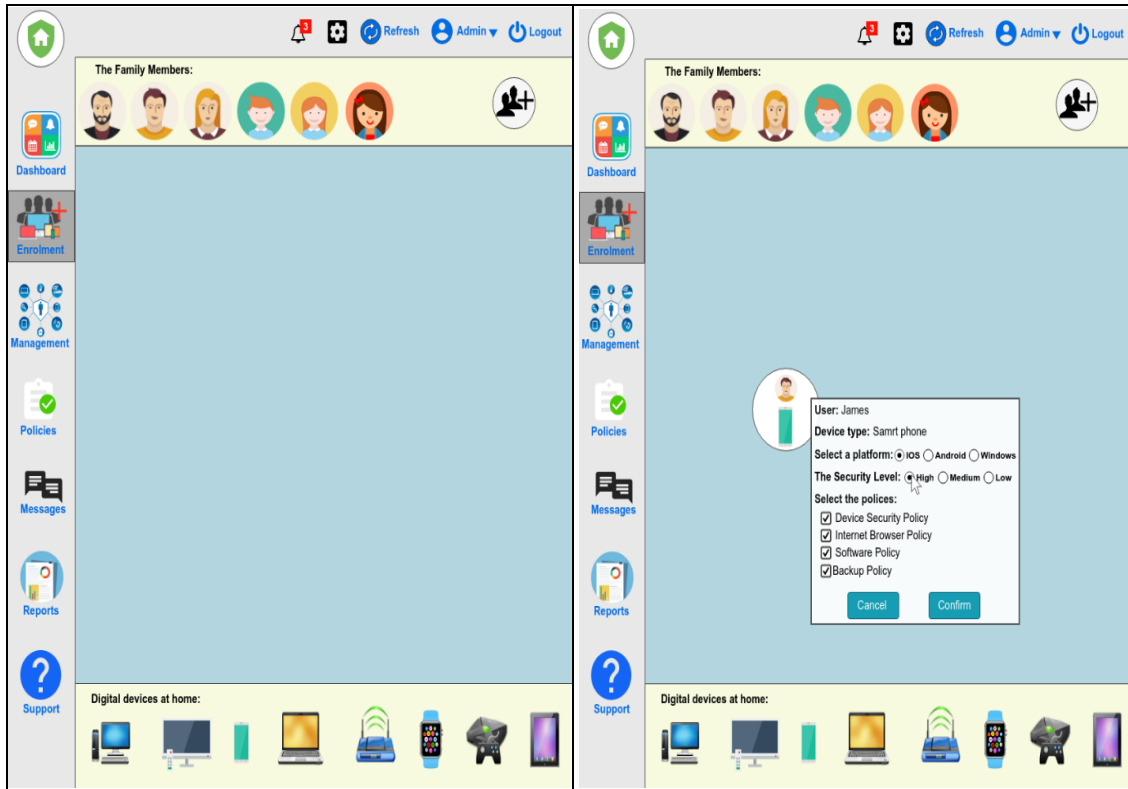 3
Refresh
Admin
Logout
The Family Members:
Dashboard
Enrolment
Management
Policies
Messages
Reports
Support
Digital devices at home:
3
Refresh
Admin
Logout
The Family Members:
Dashboard
Enrolment
Management
Policies
Messages
Reports
Support
User: James
Device type: Samrt phone
Select a platform: IOS Android Windows
The Security Level: High Medium Low
Select the polices:
Device Security Policy
Internet Browser Policy
Software Policy
Backup Policy
Cancel Confirm
Digital devices at home: